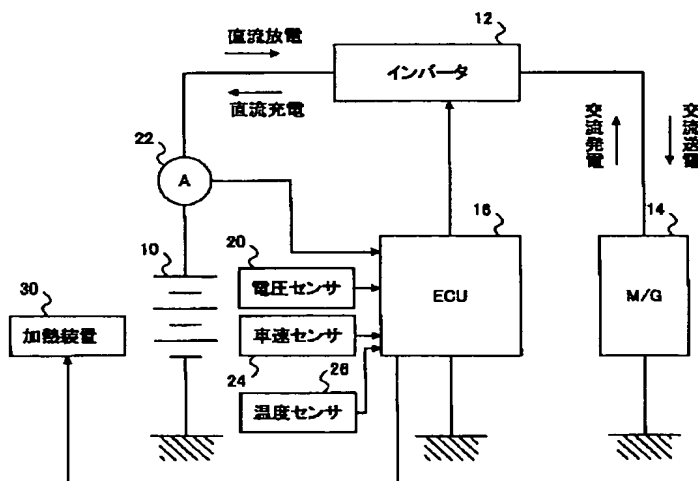 12
直流放電
インバータ
直流充電
22
A
交流発電
交流送電
16
14
10
20
電圧センサ
ECU
M/G
30
加熱装置
車速センサ
24
26
温度センサ